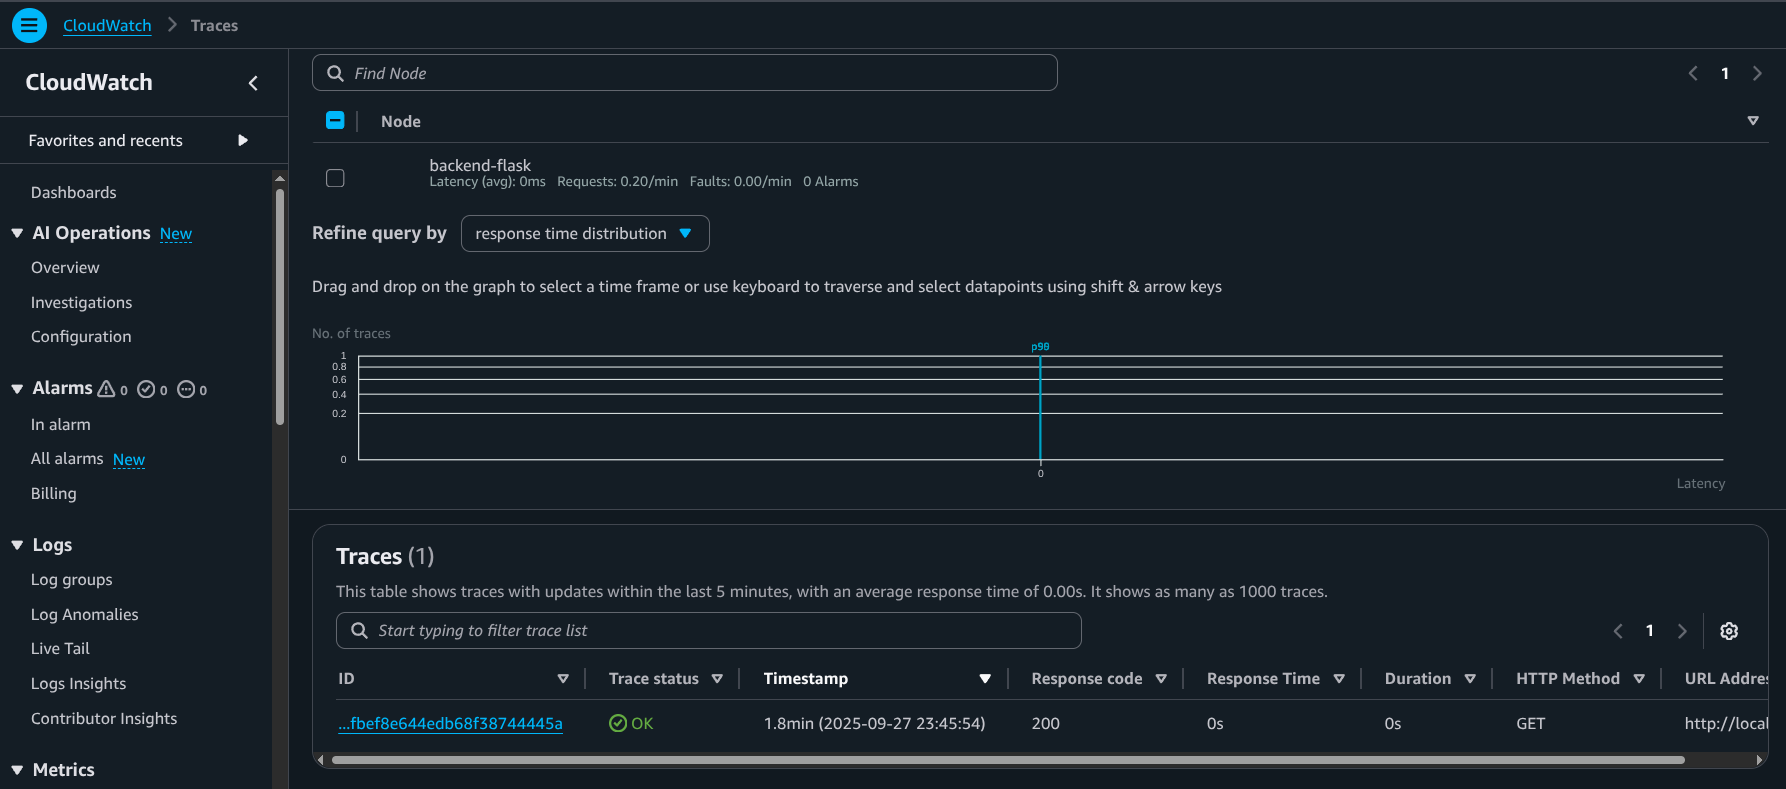 CloudWatch > Traces
CloudWatch
Favorites and recents
Dashboards
AI Operations New
Overview
Investigations
Configuration
Alarms 0 0 0
In alarm
All alarms New
Billing
Logs
Log groups
Log Anomalies
Live Tail
Logs Insights
Contributor Insights
Metrics
Find Node
1
Node
backend-flask
Latency (avg): 0ms Requests: 0.20/min Faults: 0.00/min 0 Alarms
Refine query by response time distribution
Drag and drop on the graph to select a time frame or use keyboard to traverse and select datapoints using shift & arrow keys
No. of traces
p90
1
0.8
0.6
0.4
0.2
0
0
Latency
Traces (1)
This table shows traces with updates within the last 5 minutes, with an average response time of 0.00s. It shows as many as 1000 traces.
Start typing to filter trace list
1
ID Trace status Timestamp Response code Response Time Duration HTTP Method URL Addre
...fbef8e644edb68f38744445a OK 1.8min (2025-09-27 23:45:54) 200 0s 0s GET http://local